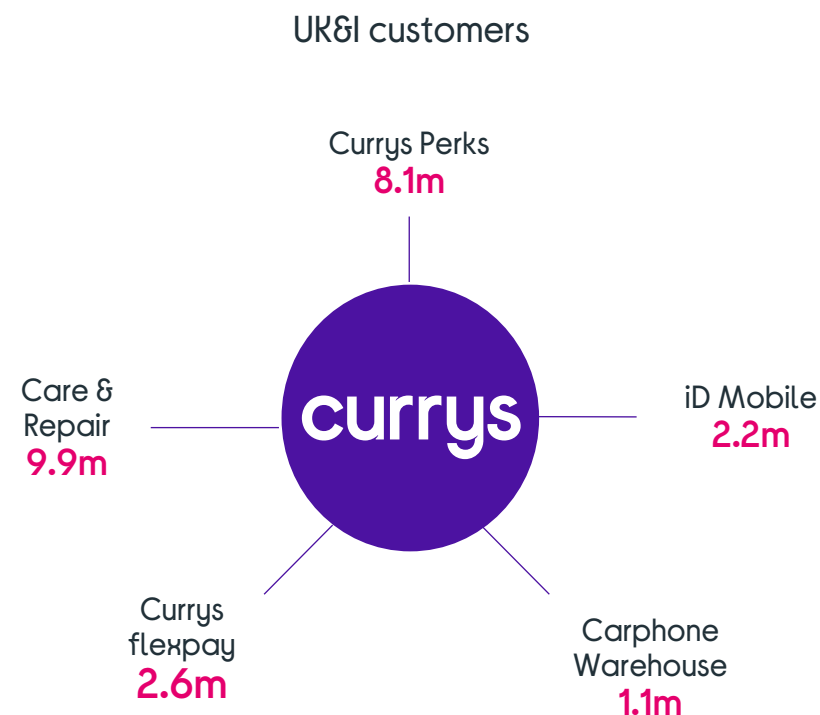 UK&I customers
Currys Perks
8.1m
currys
Care &
Repair
9.9m
iD Mobile
2.2m
Currys
flexpay
2.6m
Carphone
Warehouse
1.1m